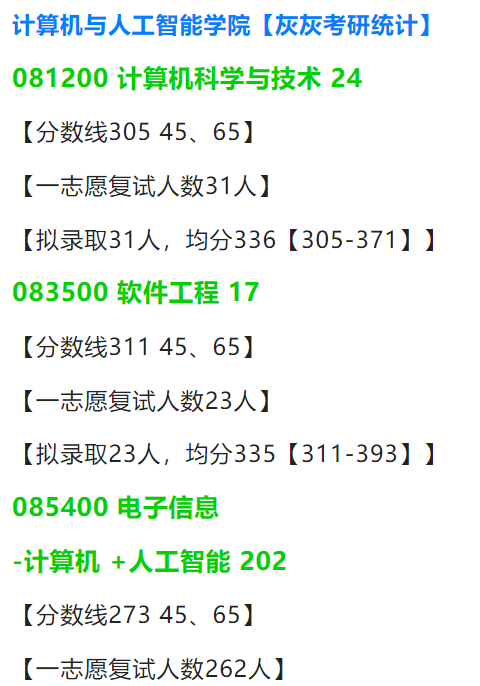 计算机与人工智能学院【灰灰考研统计】
081200 计算机科学与技术 24
【分数线305 45、65】
【一志愿复试人数31人】
【拟录取31人，均分336【305-371】】
083500 软件工程 17
【分数线311 45、65】
【一志愿复试人数23人】
【拟录取23人，均分335【311-393】】
085400 电子信息
-计算机 +人工智能 202
【分数线273 45、65】
【一志愿复试人数262人】